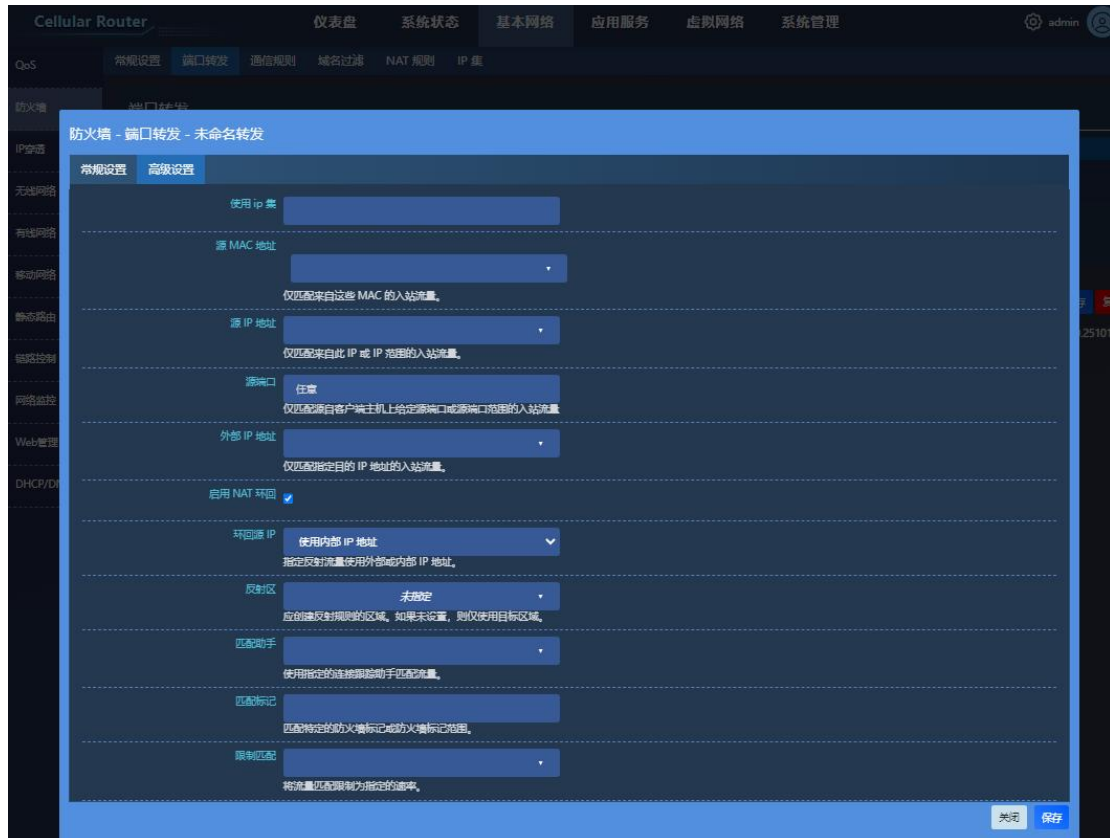 Cellular Router
仪表盘 系统状态 基本网络 应用服务 虚拟网络 系统管理
admin
QoS
常规设置 端口转发 通信规则 域名过滤 NAT 规则 IP 集
防火墙
端口转发
IP穿透
无线网络
有线网络
移动网络
静态路由
链路控制
网络监控
Web管理
DHCP/D
防火墙 - 端口转发 - 未命名转发
常规设置 高级设置
使用 ip 集
源 MAC 地址
仅匹配来自这些 MAC 的入站流量。
源 IP 地址
仅匹配来自此 IP 或 IP 范围的入站流量。
源端口
任意
仅匹配源自客户端主机上给定源端口或源端口范围的入站流量
外部 IP 地址
仅匹配指定目的 IP 地址的入站流量。
启用 NAT 环回
环回源 IP
使用内部 IP 地址
指定反射流量使用外部或内部 IP 地址。
反射区
未指定
应创建反射规则的区域。如果未设置，则仅使用目标区域。
匹配助手
使用指定的连接跟踪助手匹配流量。
匹配标记
匹配特定的防火墙标记或防火墙标记范围。
限制匹配
将流量匹配限制为指定的速率。
关闭 保存